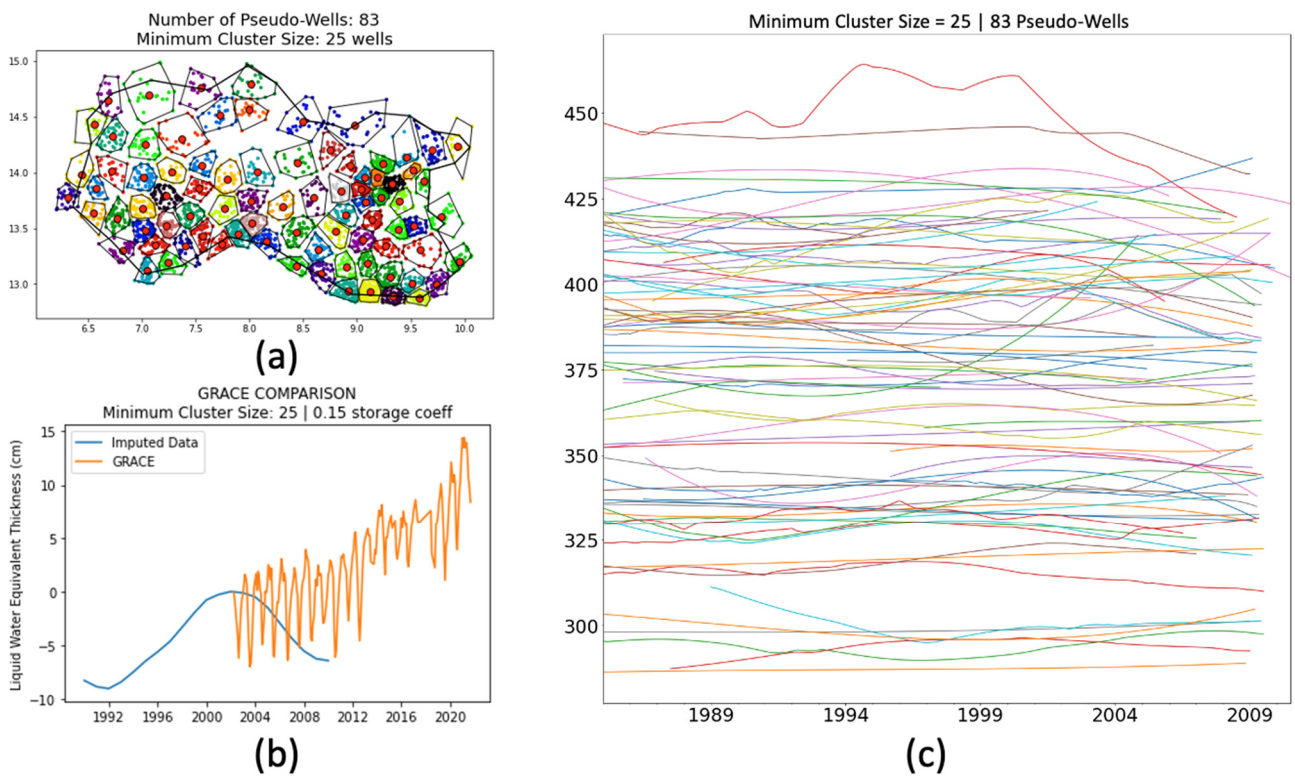 Number of Pseudo-Wells: 83
Minimum Cluster Size: 25 wells
15.0
14.5
14.0
13.5
13.0
6.5 7.0 7.5 8.0 8.5 9.0 9.5 10.0
(a)
GRACE COMPARISON
Minimum Cluster Size: 25 | 0.15 storage coeff
Liquid Water Equivalent Thickness (cm)
Imputed Data
GRACE
15
10
5
0
−5
−10
1992 1996 2000 2004 2008 2012 2016 2020
(b)
Minimum Cluster Size = 25 | 83 Pseudo-Wells
450
425
400
375
350
325
300
1989 1994 1999 2004 2009
(c)